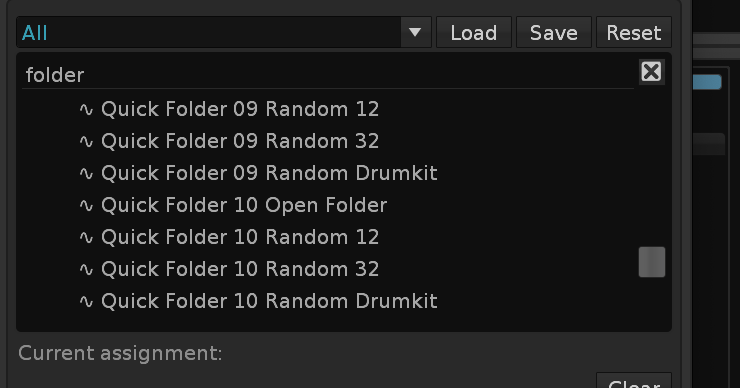 All Load Save Reset
folder
Quick Folder 09 Random 12
Quick Folder 09 Random 32
Quick Folder 09 Random Drumkit
Quick Folder 10 Open Folder
Quick Folder 10 Random 12
Quick Folder 10 Random 32
Quick Folder 10 Random Drumkit
Current assignment:
Clear